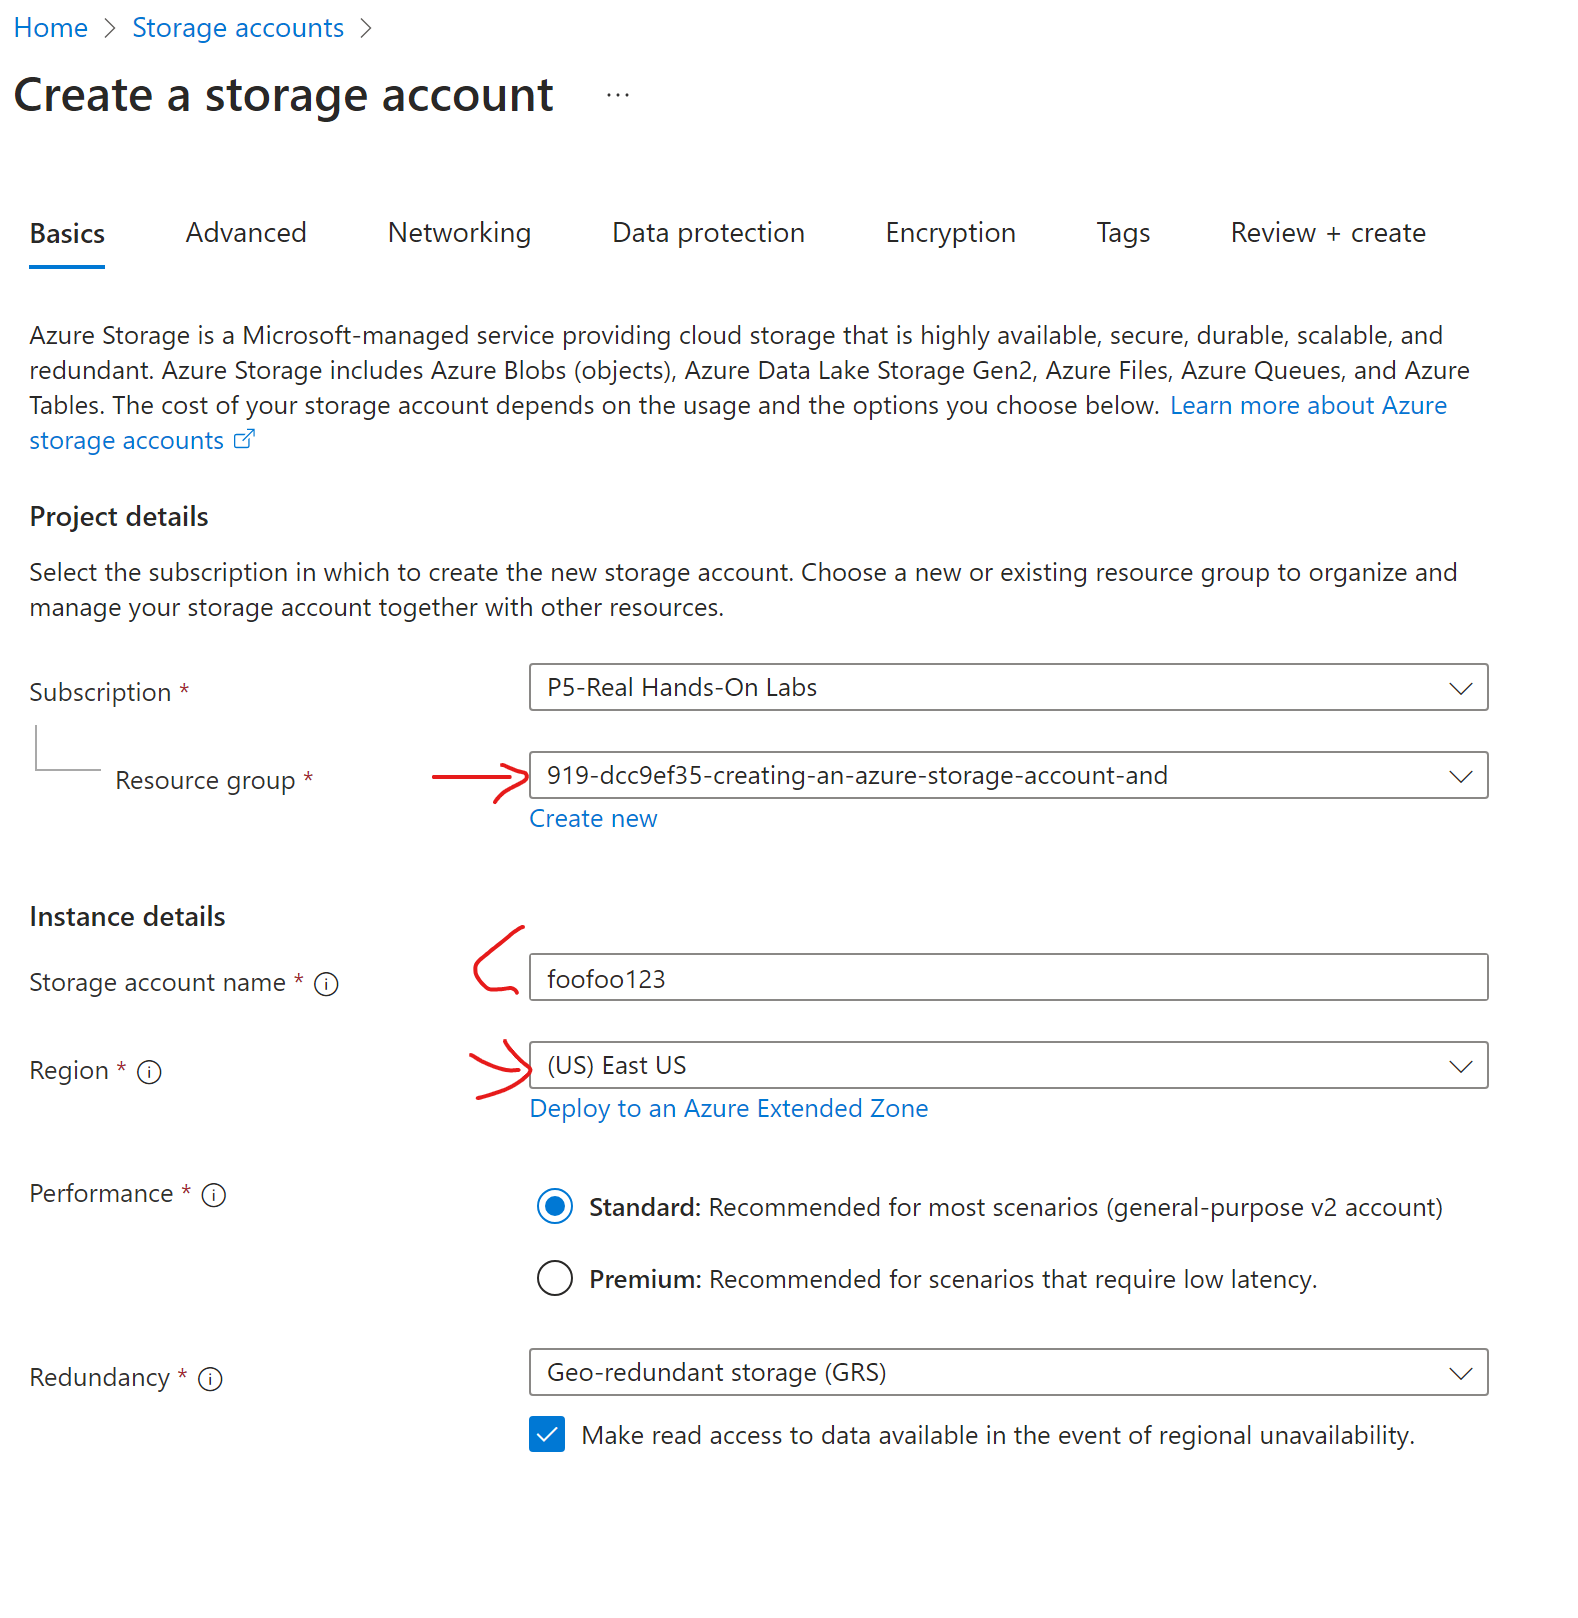 Home > Storage accounts >
Create a storage account ...
Basics Advanced Networking Data protection Encryption Tags Review + create
Azure Storage is a Microsoft-managed service providing cloud storage that is highly available, secure, durable, scalable, and
redundant. Azure Storage includes Azure Blobs (objects), Azure Data Lake Storage Gen2, Azure Files, Azure Queues, and Azure
Tables. The cost of your storage account depends on the usage and the options you choose below. Learn more about Azure
storage accounts
Project details
Select the subscription in which to create the new storage account. Choose a new or existing resource group to organize and
manage your storage account together with other resources.
Subscription * P5-Real Hands-On Labs
Resource group * 919-dcc9ef35-creating-an-azure-storage-account-and
Create new
Instance details
Storage account name * foofoo123
Region * (US) East US
Deploy to an Azure Extended Zone
Performance * Standard: Recommended for most scenarios (general-purpose v2 account)
Premium: Recommended for scenarios that require low latency.
Redundancy * Geo-redundant storage (GRS)
Make read access to data available in the event of regional unavailability.